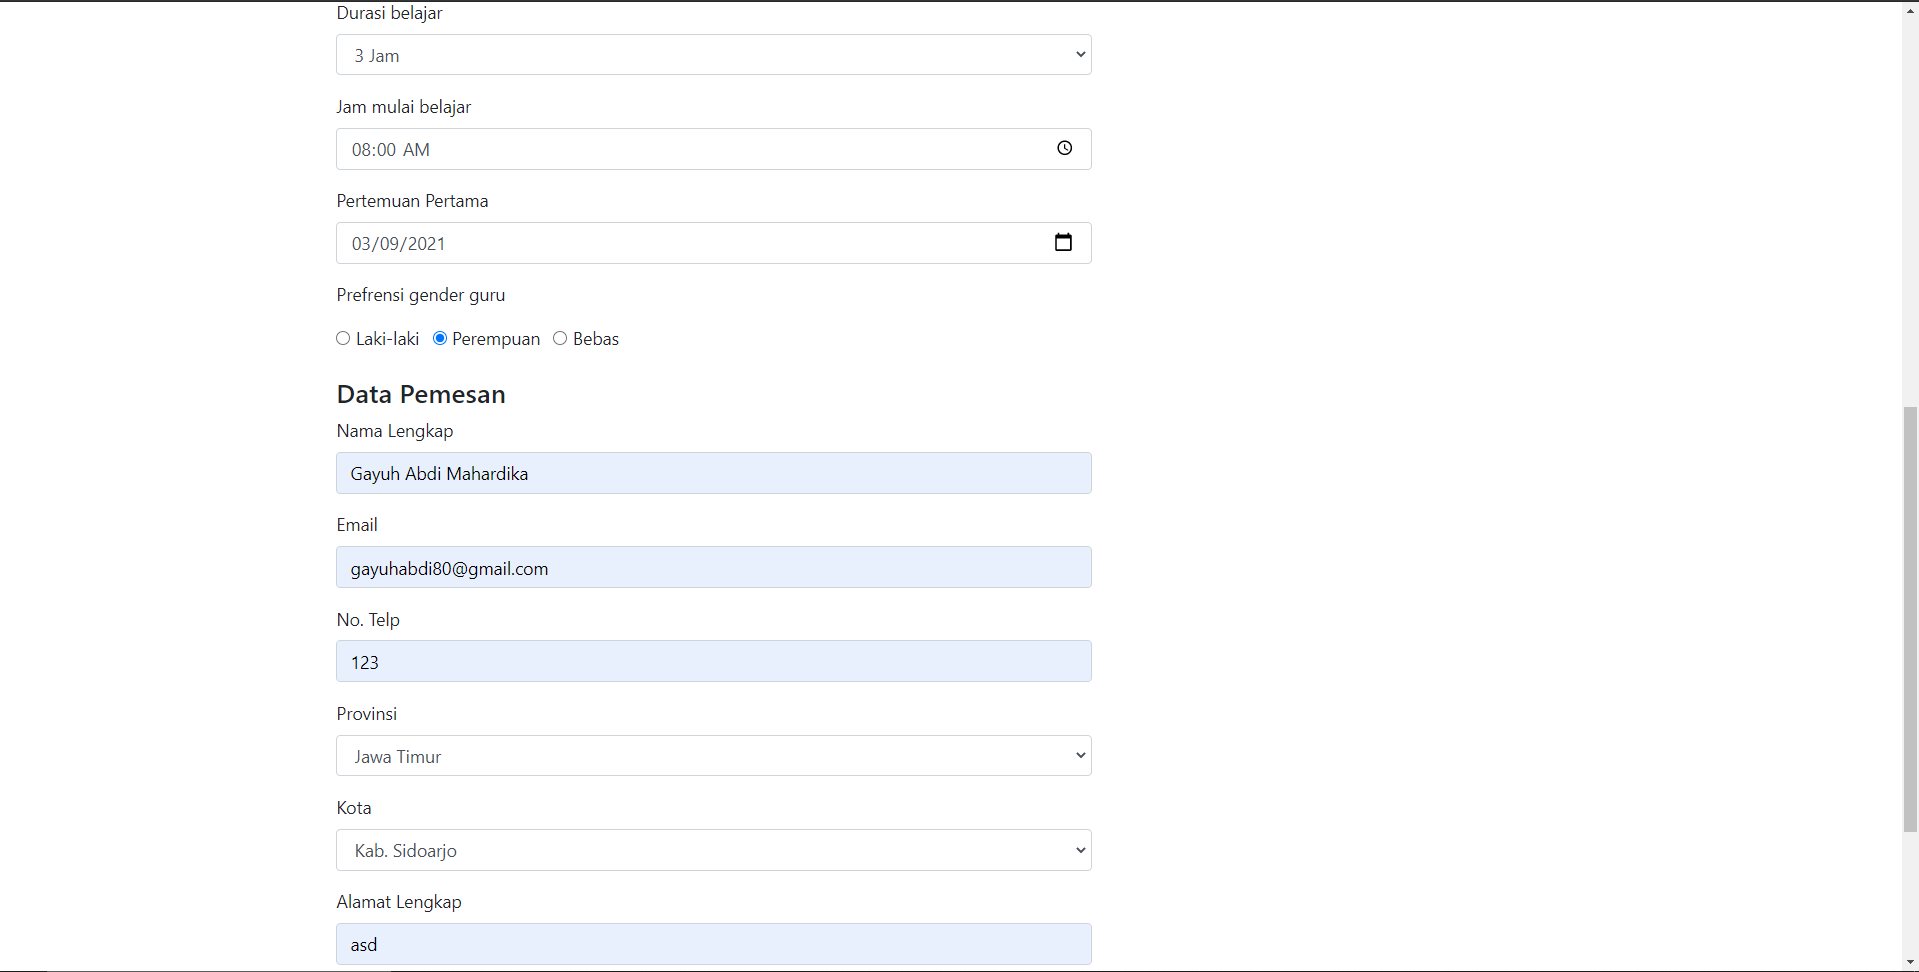 Durasi belajar
3 Jam
Jam mulai belajar
08:00 AM
Pertemuan Pertama
03/09/2021
Prefrensi gender guru
Laki-laki Perempuan Bebas
Data Pemesan
Nama Lengkap
Gayuh Abdi Mahardika
Email
gayuhabdi80@gmail.com
No. Telp
123
Provinsi
Jawa Timur
Kota
Kab. Sidoarjo
Alamat Lengkap
asd